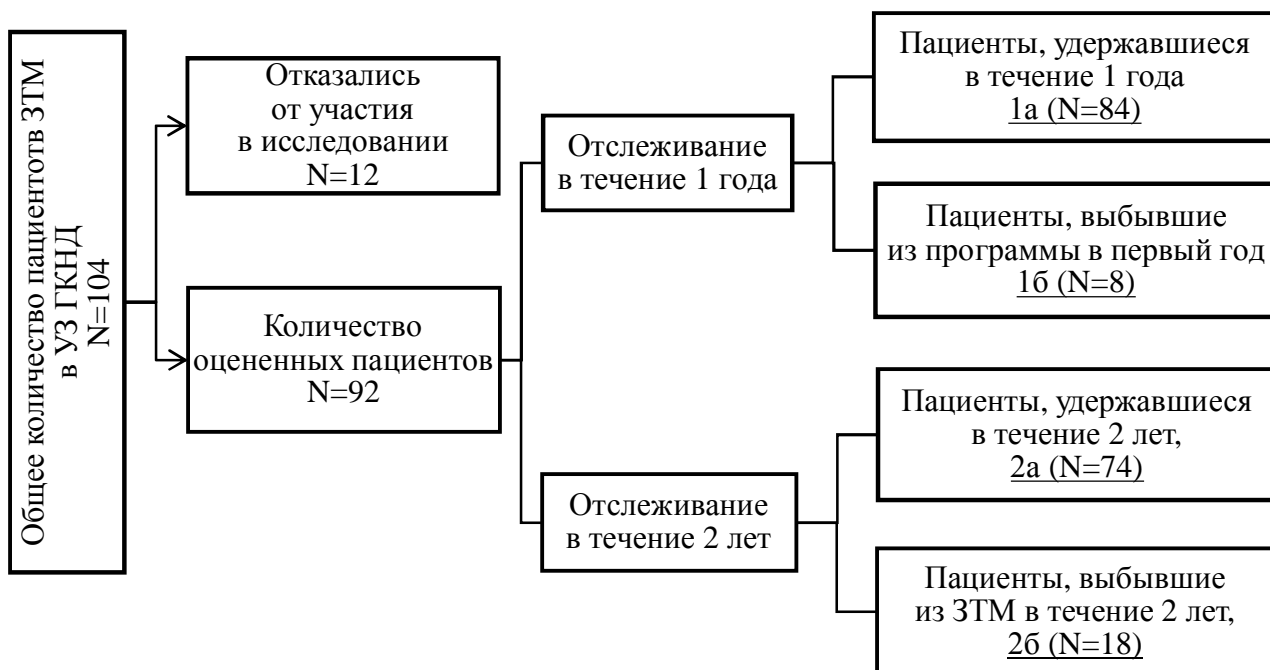 Общее количество пациентотв ЗТМ
в УЗ ГКНД
N=104
Отказались
от участия
в исследовании
N=12
Количество
оцененных пациентов
N=92
Отслеживание
в течение 1 года
Пациенты, удержавшиеся
в течение 1 года
1а (N=84)
Пациенты, выбывшие
из программы в первый год
1б (N=8)
Отслеживание
в течение 2 лет
Пациенты, удержавшиеся
в течение 2 лет,
2а (N=74)
Пациенты, выбывшие
из ЗТМ в течение 2 лет,
2б (N=18)